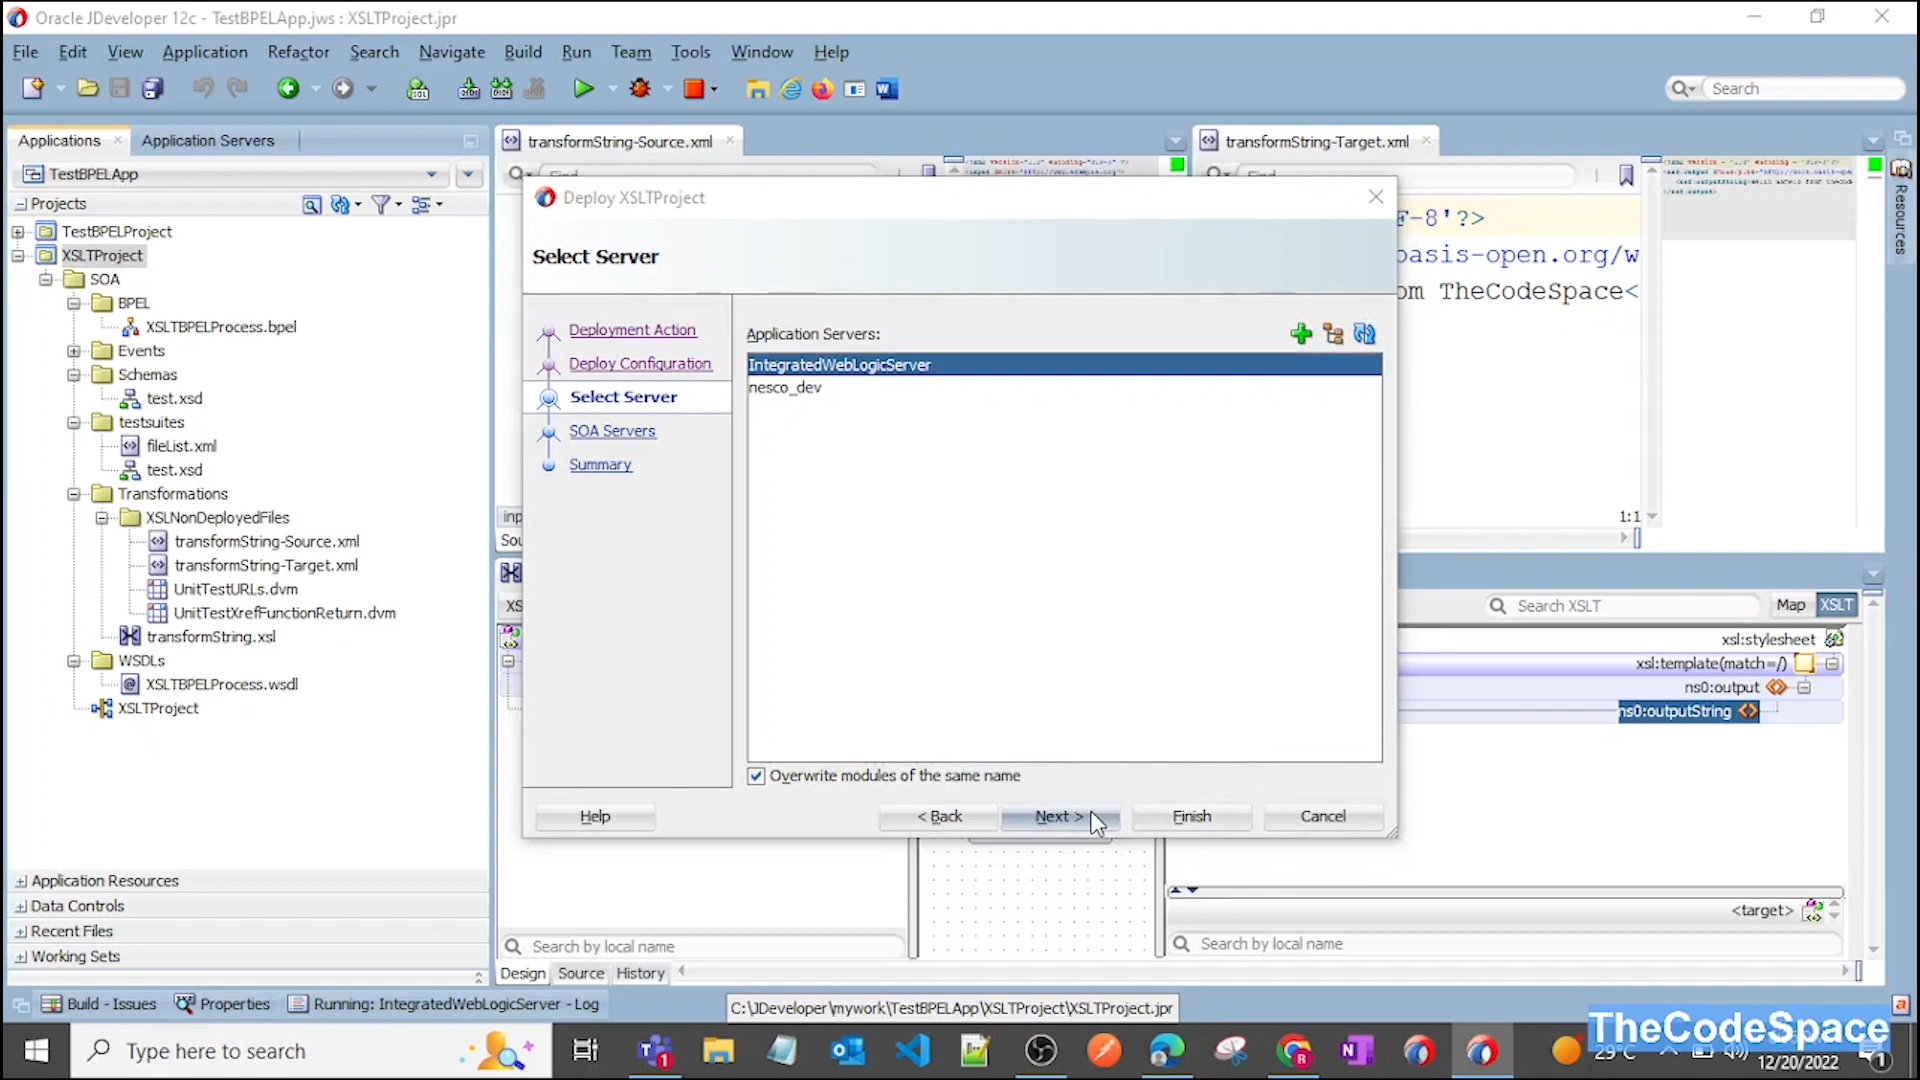 Oracle JDeveloper 12c - TestBPELApp.jws : XSLTProject.jpr
File Edit View Application Refactor Search Navigate Build Run Team Tools Window Help
Search
Applications
Application Servers
TestBPELApp
Projects
TestBPELProject
XSLTProject
SOA
BPEL
XSLTBPELProcess.bpel
Events
Schemas
test.xsd
testsuites
fileList.xml
test.xsd
Transformations
XSLNonDeployedFiles
transformString-Source.xml
transformString-Target.xml
UnitTestURLs.dvm
UnitTestXrefFunctionReturn.dvm
transformString.xsl
WSDLs
XSLTBPELProcess.wsdl
XSLTProject
Application Resources
Data Controls
Recent Files
Working Sets
transformString-Source.xml
transformString-Target.xml
Resources
F-8'?>
oasis-open.org/w
om TheCodeSpace<
1:1
Deploy XSLTProject
Select Server
Deployment Action
Deploy Configuration
Select Server
SOA Servers
Summary
Application Servers:
IntegratedWebLogicServer
nesco_dev
Overwrite modules of the same name
Help
< Back
Next >
Finish
Cancel
Search XSLT
Map
XSLT
xsl:stylesheet
xsl:template(match=/)
ns0:output
ns0:outputString
<target>
Search by local name
Search by local name
Design Source History
Build - Issues
Properties
Running: IntegratedWebLogicServer - Log
C:\JDeveloper\mywork\TestBPELApp\XSLTProject\XSLTProject.jpr
TheCodeSpace
Type here to search
29°C
12/20/2022